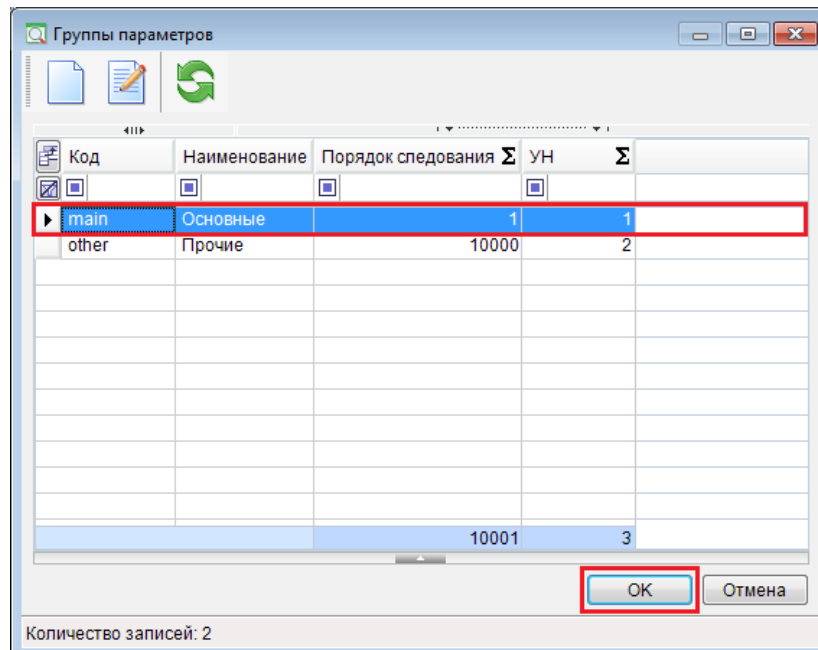 Группы параметров
Код Наименование Порядок следования Σ УН Σ
main Основные 1 1
other Прочие 10000 2
10001 3
OK Отмена
Количество записей: 2